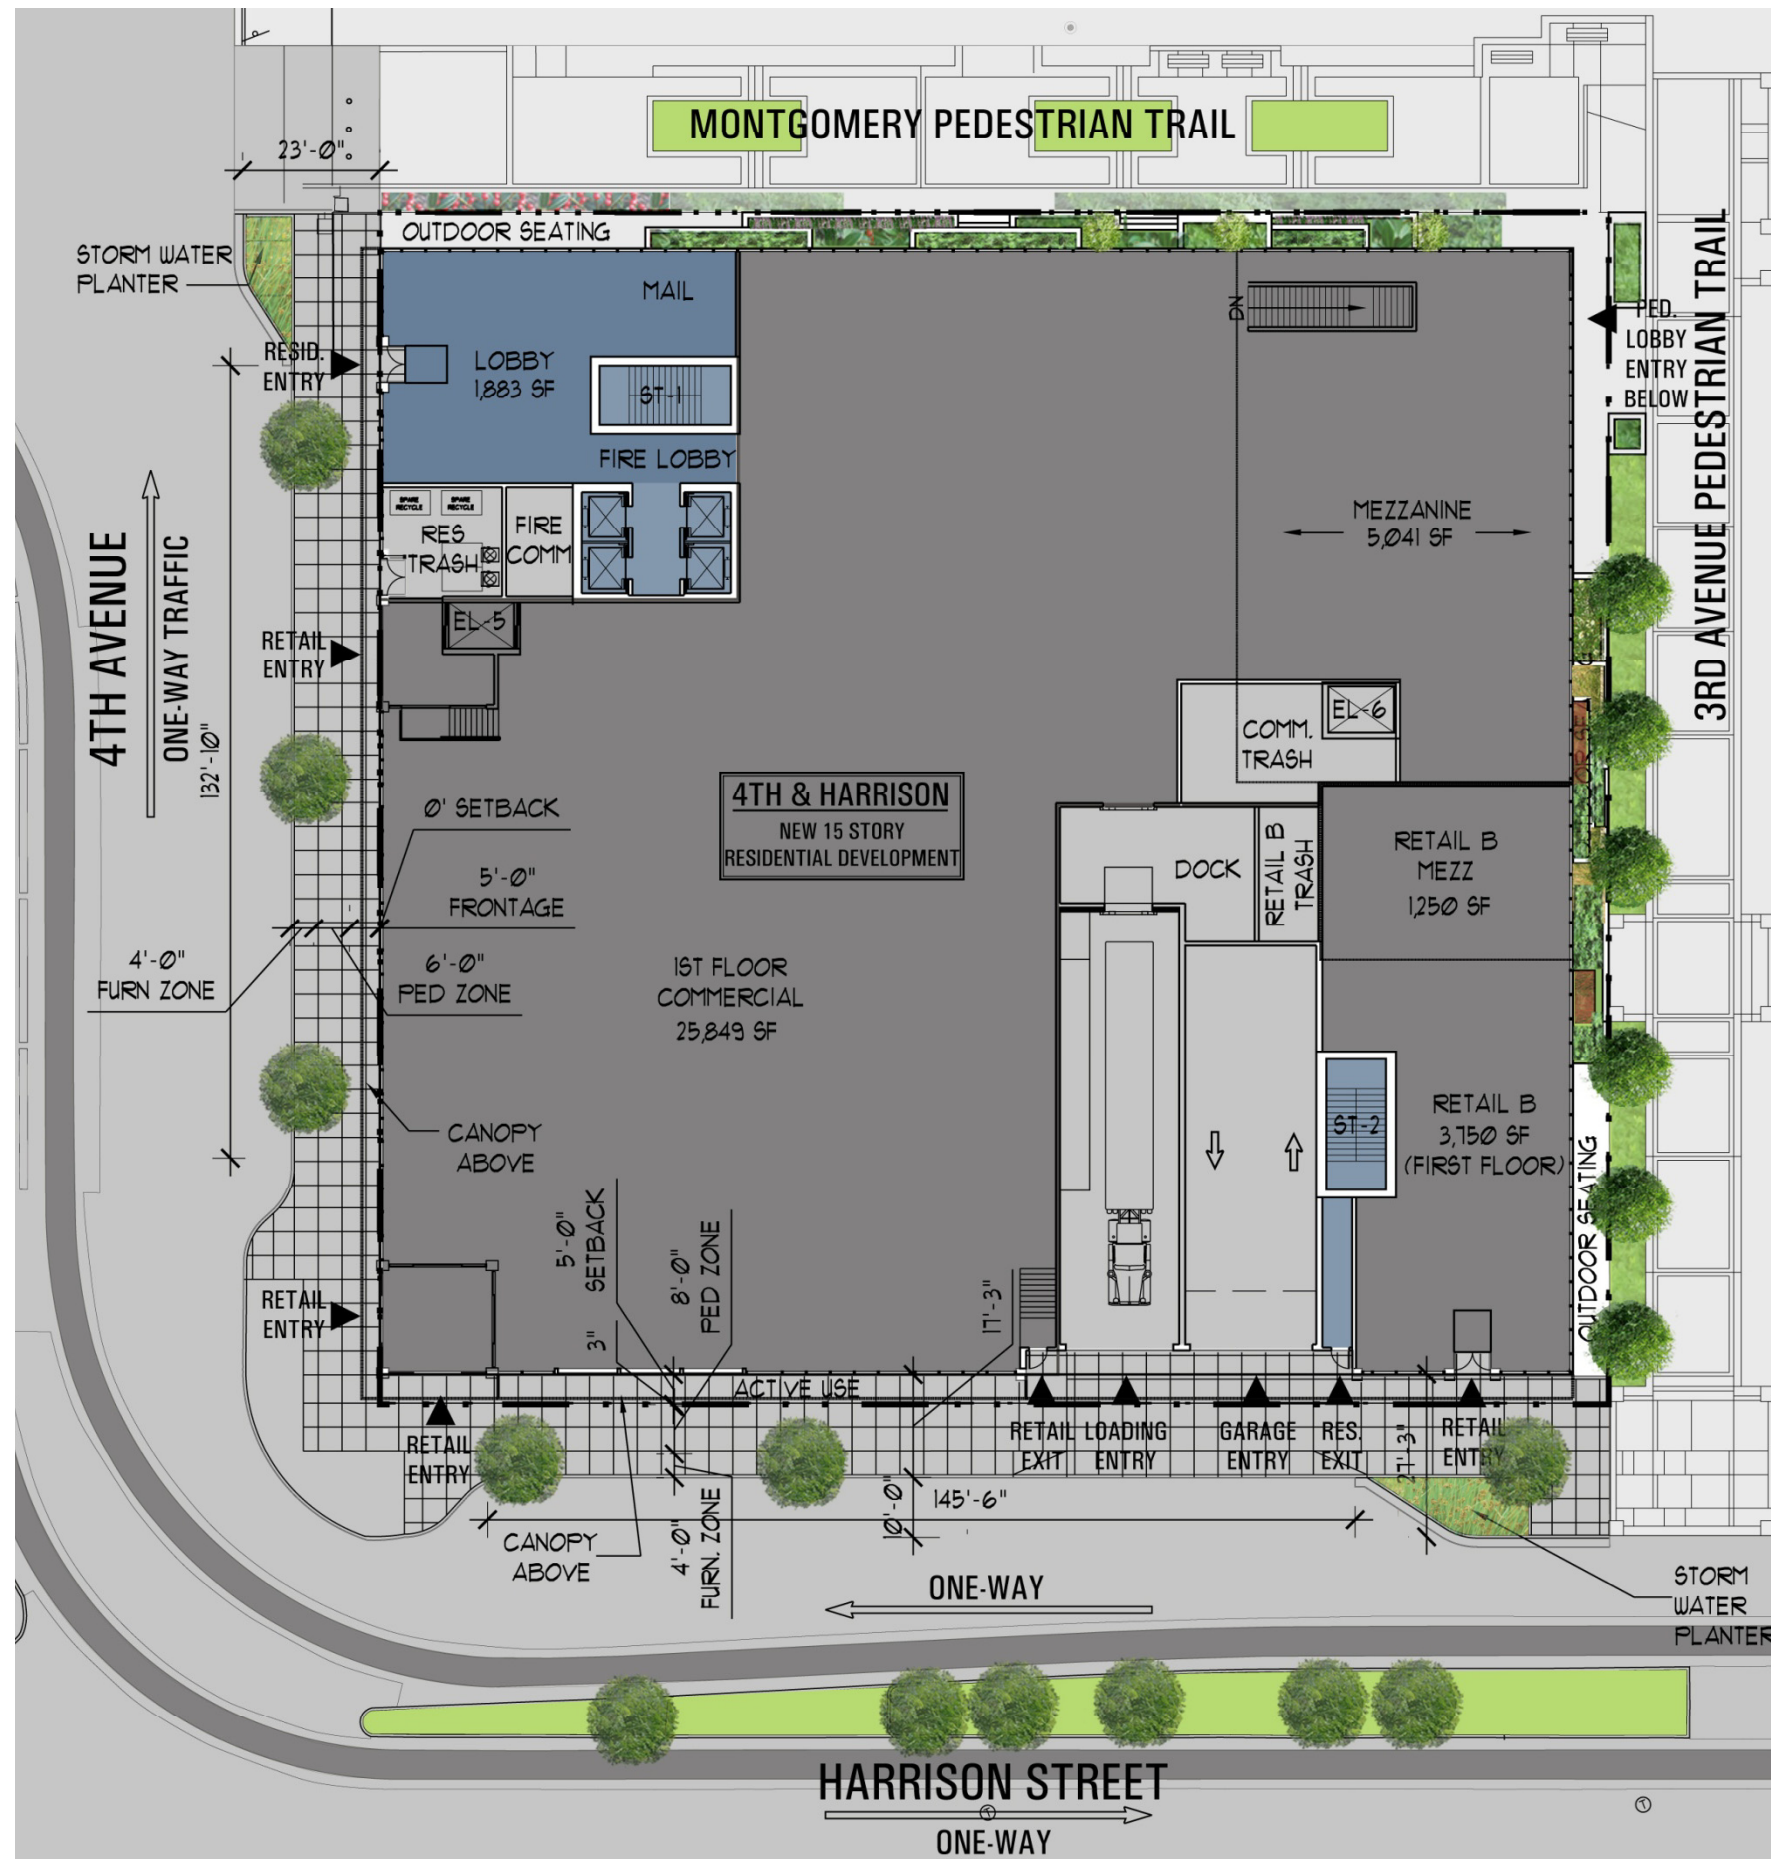 MONTGOMERY PEDESTRIAN TRAIL
23'-0"
OUTDOOR SEATING
STORM WATER
PLANTER
MAIL
DN
RESID.
ENTRY
LOBBY
1,883 SF
ST-1
FIRE LOBBY
PED.
LOBBY
ENTRY
BELOW
3RD AVENUE PEDESTRIAN TRAIL
SPARE
RECYCLE
SPARE
RECYCLE
RES
TRASH
FIRE
COMM
MEZZANINE
5,041 SF
4TH AVENUE
ONE-WAY TRAFFIC
132'-10"
EL-5
RETAIL
ENTRY
EL-6
COMM.
TRASH
4TH & HARRISON
NEW 15 STORY
RESIDENTIAL DEVELOPMENT
0' SETBACK
5'-0"
FRONTAGE
4'-0"
FURN ZONE
6'-0"
PED ZONE
DOCK
RETAIL B
TRASH
RETAIL B
MEZZ
1,250 SF
1ST FLOOR
COMMERCIAL
25,849 SF
CANOPY
ABOVE
ST-2
RETAIL B
3,750 SF
(FIRST FLOOR)
OUTDOOR SEATING
5'-0"
SETBACK
8'-0"
PED ZONE
3"
17'-3"
RETAIL
ENTRY
ACTIVE USE
RETAIL
ENTRY
RETAIL
EXIT
LOADING
ENTRY
GARAGE
ENTRY
RES.
EXIT
27'-3"
RETAIL
ENTRY
145'-6"
10'-0"
CANOPY
ABOVE
4'-0"
FURN. ZONE
ONE-WAY
STORM
WATER
PLANTER
HARRISON STREET
T
ONE-WAY
T